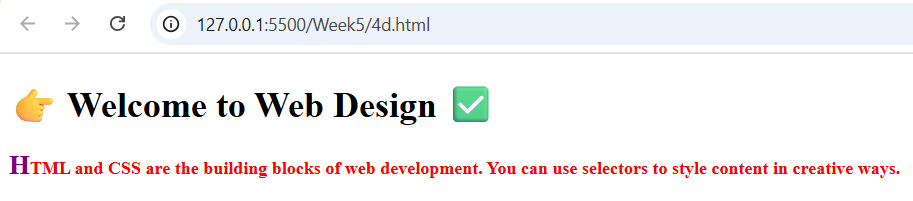 127.0.0.1:5500/Week5/4d.html
👉 Welcome to Web Design ✅
HTML and CSS are the building blocks of web development. You can use selectors to style content in creative ways.